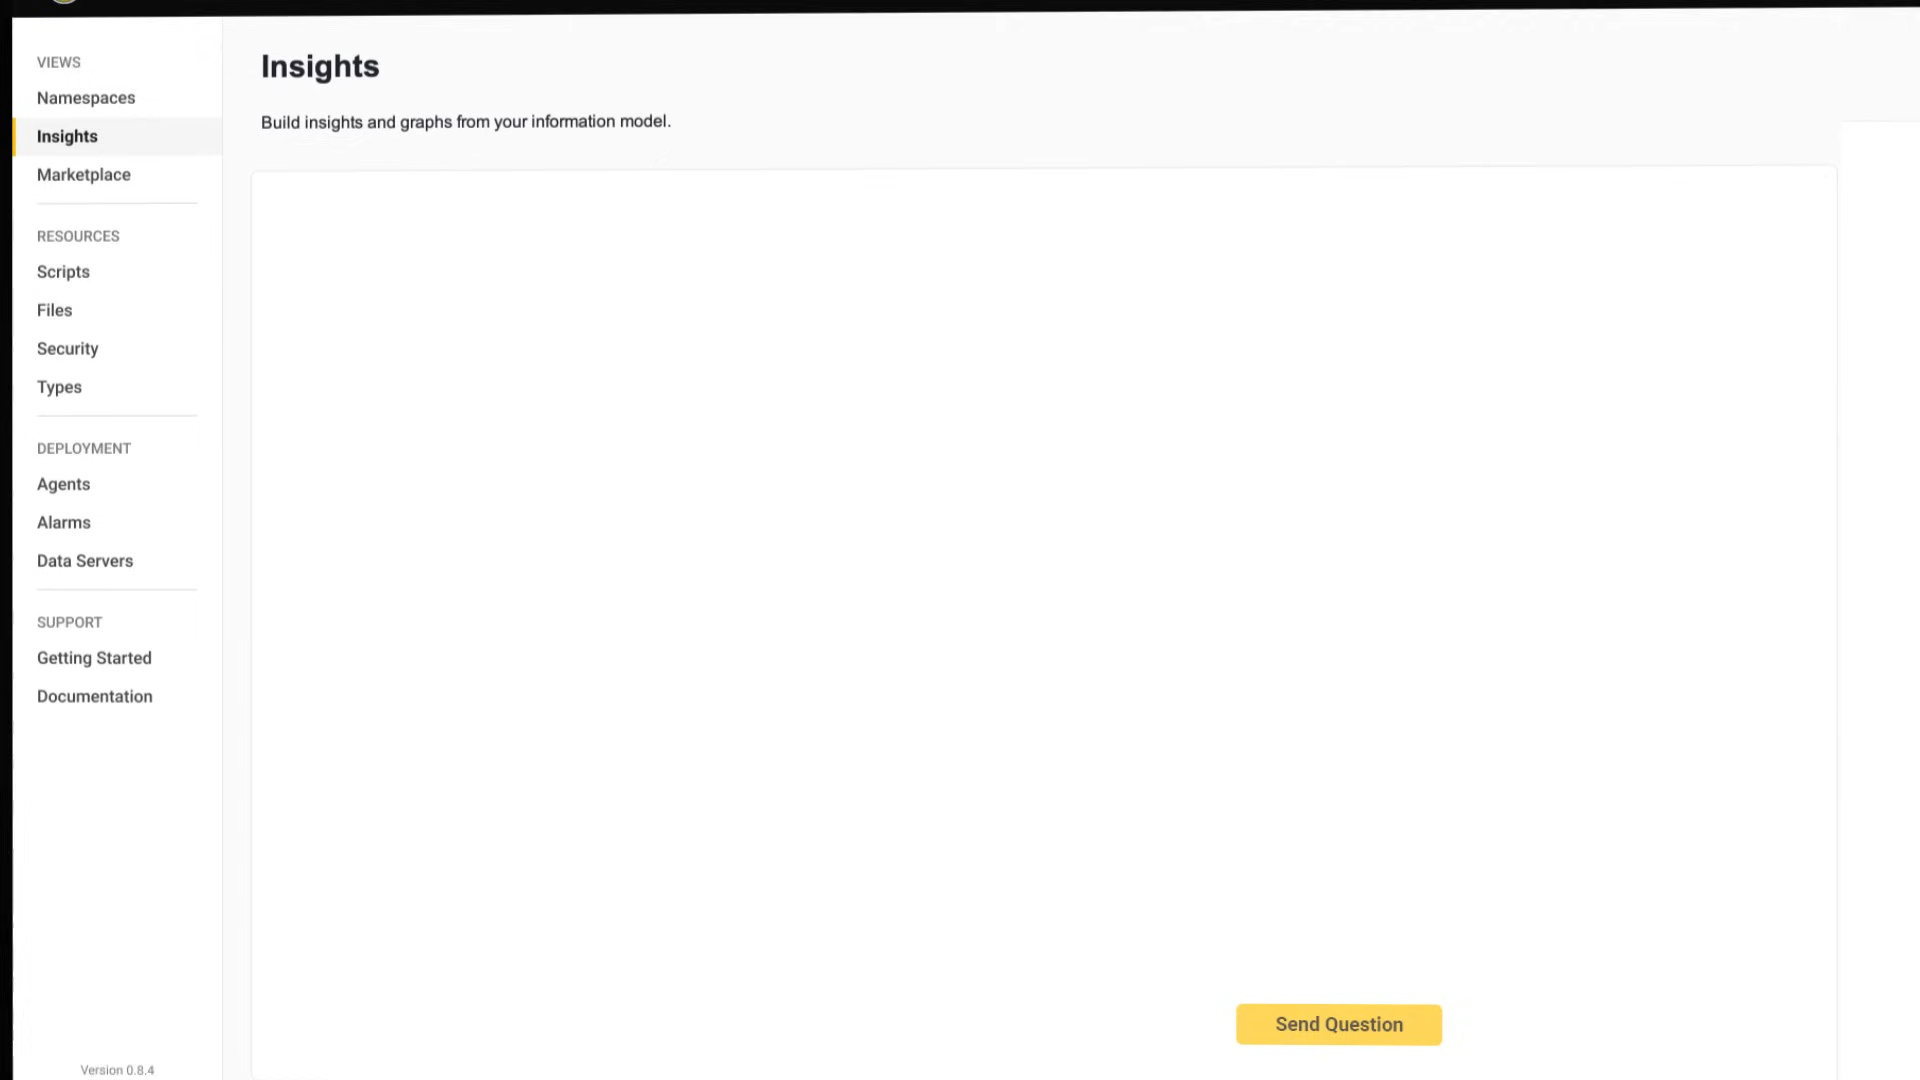 VIEWS
Namespaces
Insights
Marketplace
RESOURCES
Scripts
Files
Security
Types
DEPLOYMENT
Agents
Alarms
Data Servers
SUPPORT
Getting Started
Documentation
Version 0.8.4
Insights
Build insights and graphs from your information model.
Send Question